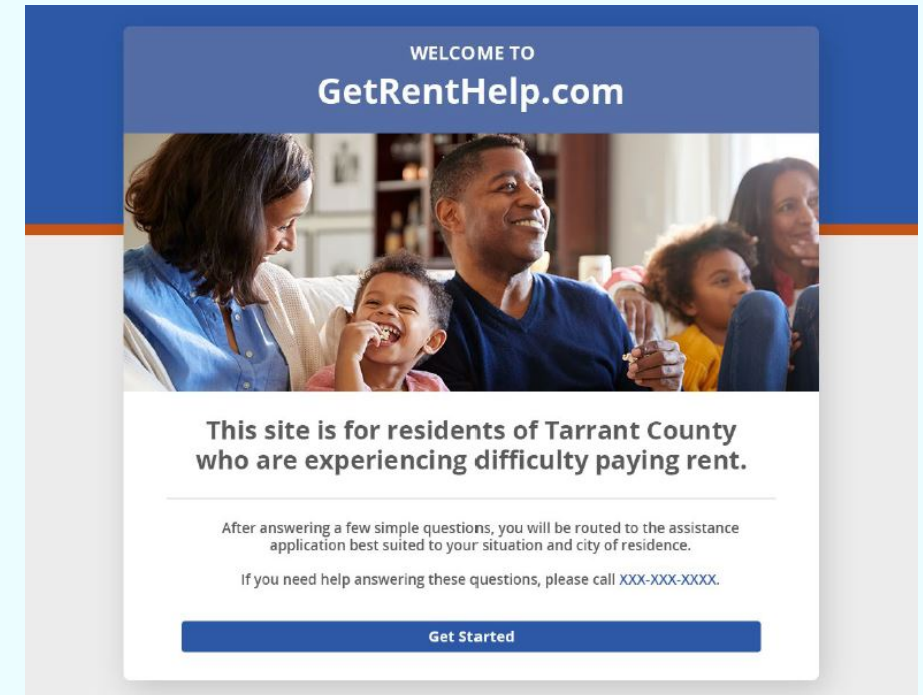 WELCOME TO
GetRentHelp.com
This site is for residents of Tarrant County
who are experiencing difficulty paying rent.
After answering a few simple questions, you will be routed to the assistance
application best suited to your situation and city of residence.
If you need help answering these questions, please call XXX-XXX-XXXX.
Get Started